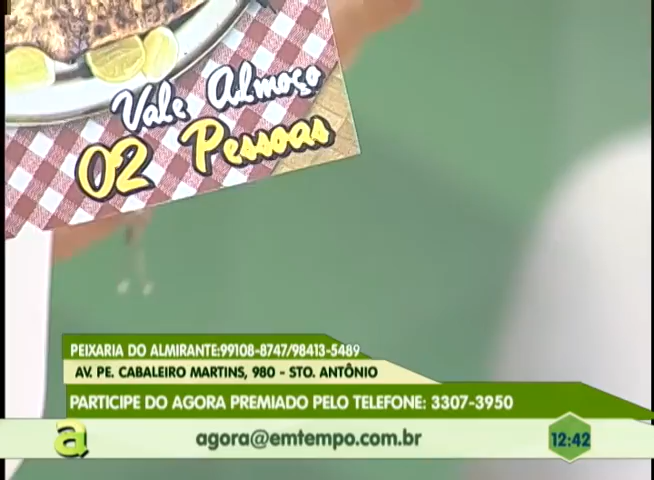 Vale Almoço
02 Pessoas
PEIXARIA DO ALMIRANTE:99108-8747/98413-5489
AV. PE. CABALEIRO MARTINS, 980 - STO. ANTÔNIO
PARTICIPE DO AGORA PREMIADO PELO TELEFONE: 3307-3950
a agora@emtempo.com.br 12:42